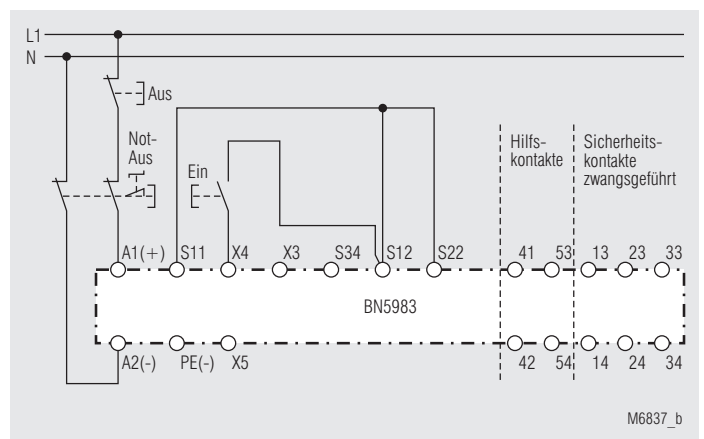 L1
N
Aus
Not-
Aus
Ein
Hilfs-
kontakte
Sicherheits-
kontakte
zwangsgeführt
A1(+) S11 X4 X3 S34 S12 S22 41 53 13 23 33
BN5983
A2(-) PE(-) X5 42 54 14 24 34
M6837_b